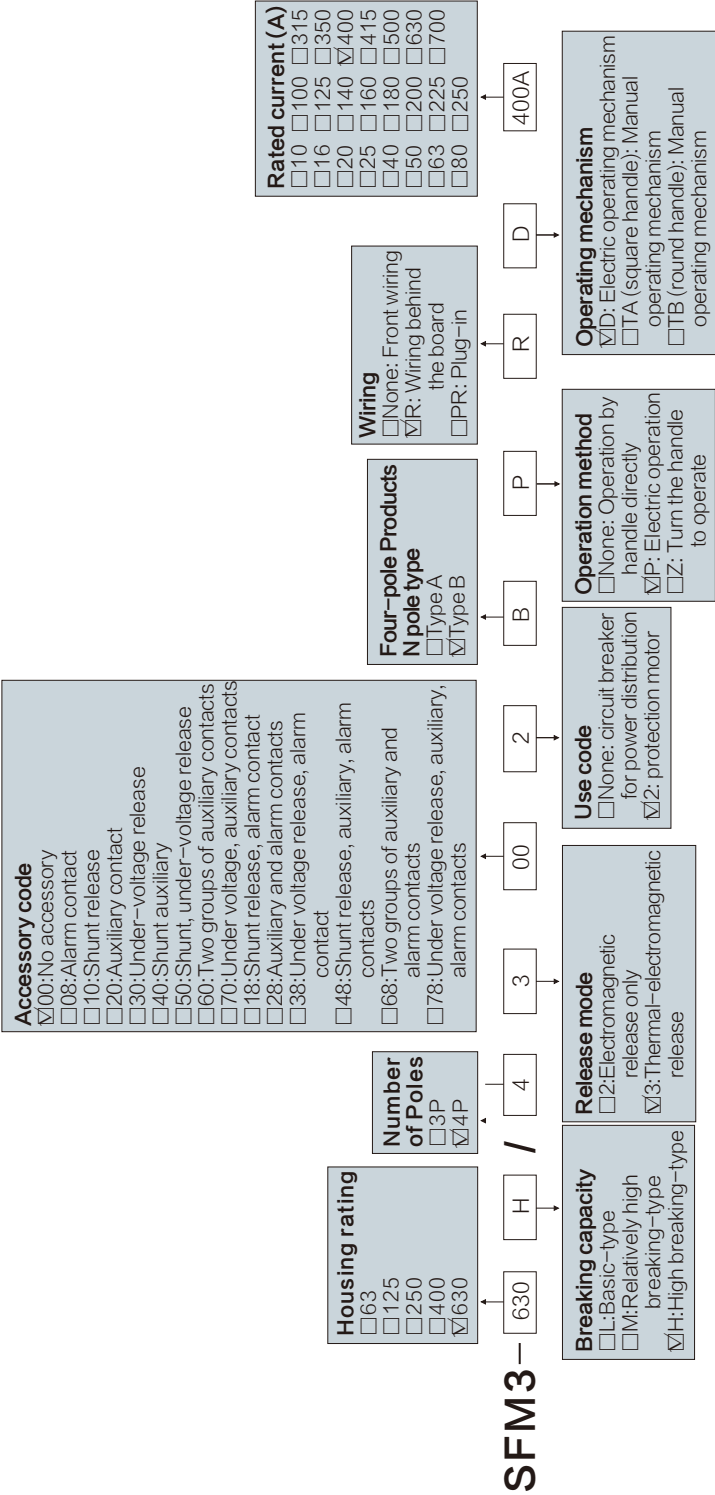 SFM3-
630
H
/
4
3
00
2
B
P
R
D
400A
Housing rating
□63
□125
□250
□400
☑630
Number
of Poles
□3P
☑4P
Accessory code
☑00:No accessory
□08:Alarm contact
□10:Shunt release
□20:Auxiliary contact
□30:Under-voltage release
□40:Shunt auxiliary
□50:Shunt, under-voltage release
□60:Two groups of auxiliary contacts
□70:Under voltage, auxiliary contacts
□18:Shunt release, alarm contact
□28:Auxiliary and alarm contacts
□38:Under voltage release, alarm
contact
□48:Shunt release, auxiliary, alarm
contacts
□68:Two groups of auxiliary and
alarm contacts
□78:Under voltage release, auxiliary,
alarm contacts
Four-pole Products
N pole type
□Type A
☑Type B
Wiring
□None: Front wiring
☑R: Wiring behind
the board
□PR: Plug-in
Rated current (A)
□10 □100 □315
□16 □125 □350
□20 □140 ☑400
□25 □160 □415
□40 □180 □500
□50 □200 □630
□63 □225 □700
□80 □250
Breaking capacity
□L:Basic-type
□M:Relatively high
breaking-type
☑H:High breaking-type
Release mode
□2:Electromagnetic
release only
☑3:Thermal-electromagnetic
release
Use code
□None: circuit breaker
for power distribution
☑2: protection motor
Operation method
□None: Operation by
handle directly
☑P: Electric operation
□Z: Turn the handle
to operate
Operating mechanism
☑D: Electric operating mechanism
□TA (square handle): Manual
operating mechanism
□TB (round handle): Manual
operating mechanism